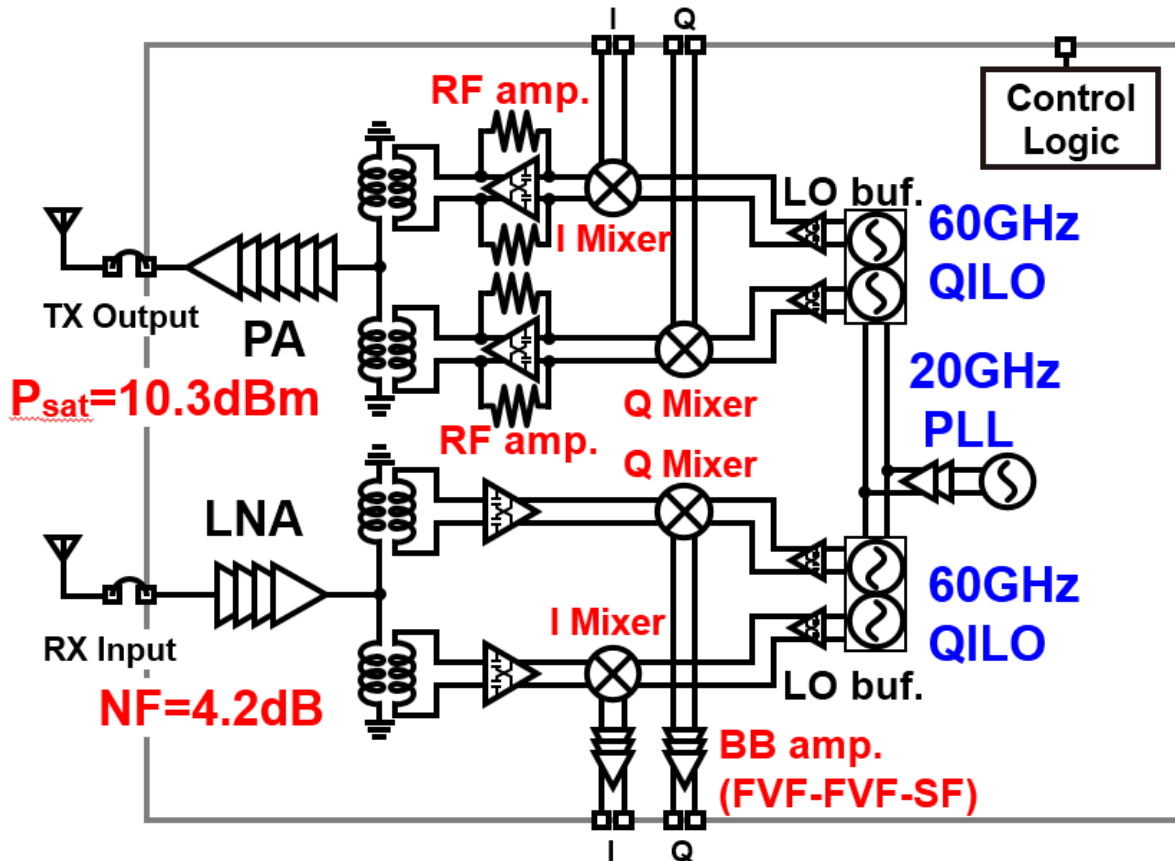 I
Q
RF amp.
Control
Logic
LO buf.
60GHz
QILO
I Mixer
TX Output
PA
Psat=10.3dBm
20GHz
PLL
Q Mixer
RF amp.
Q Mixer
LNA
60GHz
QILO
I Mixer
RX Input
LO buf.
NF=4.2dB
BB amp.
(FVF-FVF-SF)
I
Q